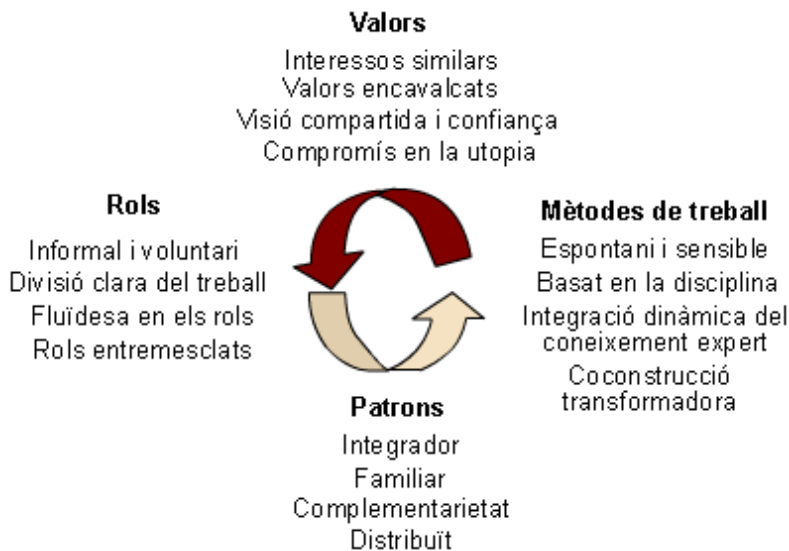 Valors
Interessos similars
Valors encavalcats
Visió compartida i confiança
Compromís en la utopia
Rols
Informal i voluntari
Divisió clara del treball
Fluïdesa en els rols
Rols entremesclats
Mètodes de treball
Espontani i sensible
Basat en la disciplina
Integració dinàmica del
coneixement expert
Coconstrucció
transformadora
Patrons
Integrador
Familiar
Complementarietat
Distribuït